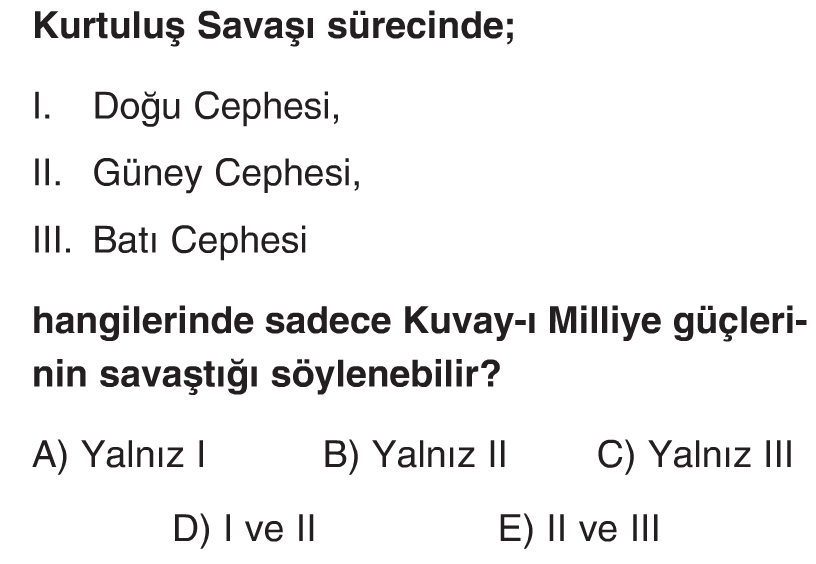 Kurtuluş Savaşı sürecinde;
I. Doğu Cephesi,
II. Güney Cephesi,
III. Batı Cephesi
hangilerinde sadece Kuvay-ı Milliye güçleri-
nin savaştığı söylenebilir?
A) Yalnız I B) Yalnız II C) Yalnız III
D) I ve II E) II ve III